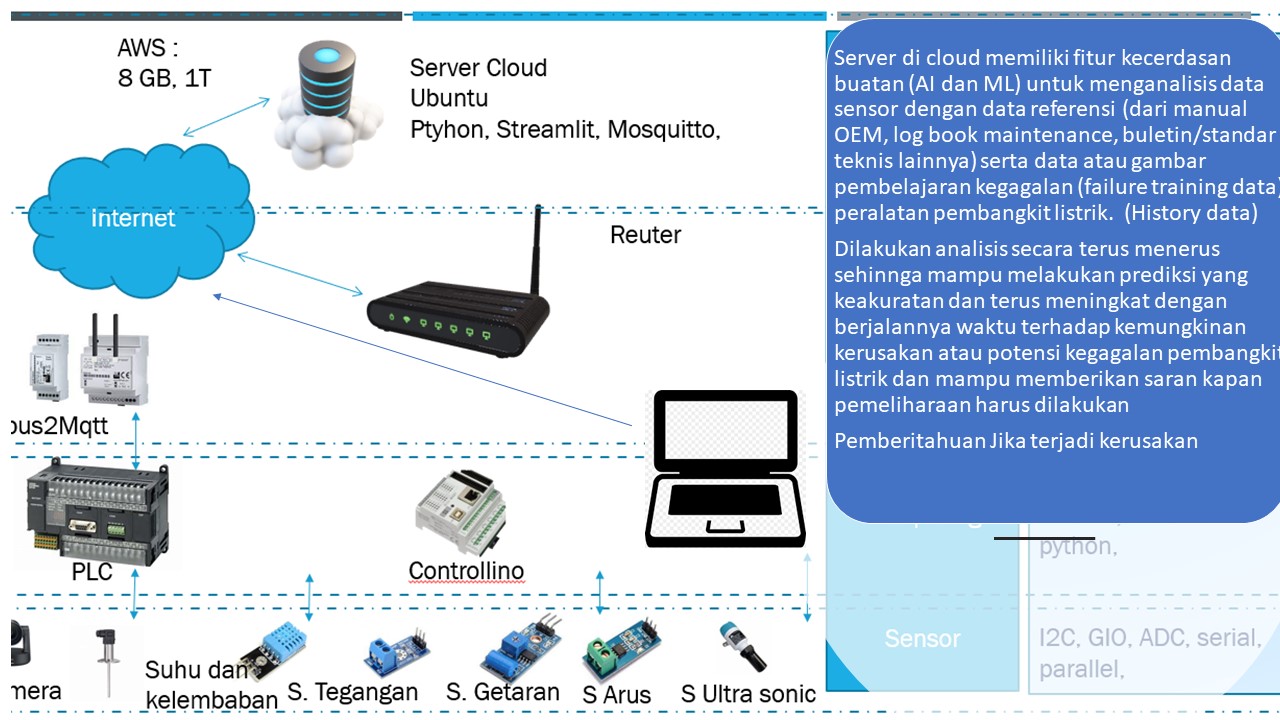 AWS :
8 GB, 1T
Server Cloud
Ubuntu
Ptyhon, Streamlit, Mosquitto,
Internet
Reuter
bus2Mqtt
PLC
Controllino
mera
Suhu dan
kelembaban
S. Tegangan
S. Getaran
S Arus
S Ultra sonic
Server di cloud memiliki fitur kecerdasan
buatan (AI dan ML) untuk menganalisis data
sensor dengan data referensi (dari manual
OEM, log book maintenance, buletin/standar
teknis lainnya) serta data atau gambar
pembelajaran kegagalan (failure training data)
peralatan pembangkit listrik. (History data)
Dilakukan analisis secara terus menerus
sehinnga mampu melakukan prediksi yang
keakuratan dan terus meningkat dengan
berjalannya waktu terhadap kemungkinan
kerusakan atau potensi kegagalan pembangkit
listrik dan mampu memberikan saran kapan
pemeliharaan harus dilakukan
Pemberitahuan Jika terjadi kerusakan
python,
Sensor
I2C, GIO, ADC, serial,
parallel,